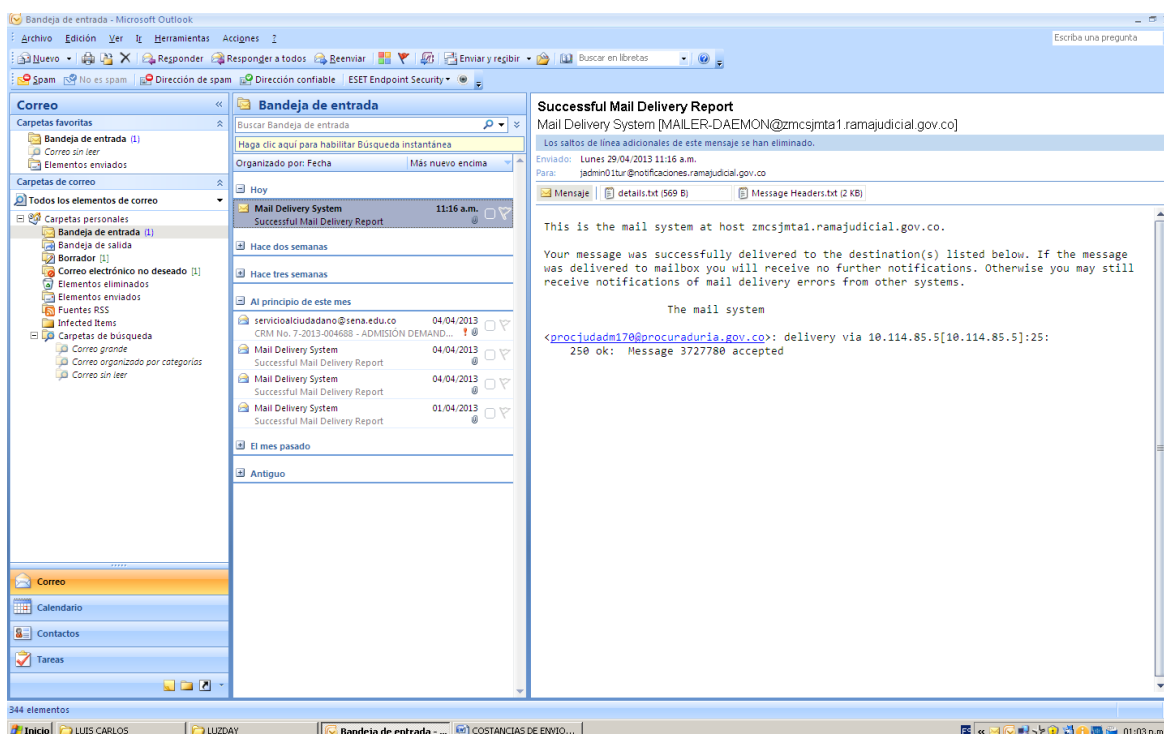 Bandeja de entrada - Microsoft Outlook
Archivo Edición Ver Ir Herramientas Acciones ?
Escriba una pregunta
Nuevo Responder Responder a todos Reenviar Enviar y recibir Buscar en libretas
Spam No es spam Dirección de spam Dirección confiable ESET Endpoint Security
Correo «
Carpetas favoritas
Bandeja de entrada (1)
Correo sin leer
Elementos enviados
Carpetas de correo
Todos los elementos de correo
Carpetas personales
Bandeja de entrada (1)
Bandeja de salida
Borrador [1]
Correo electrónico no deseado [1]
Elementos eliminados
Elementos enviados
Fuentes RSS
Infected Items
Carpetas de búsqueda
Correo grande
Correo organizado por categorías
Correo sin leer
Correo
Calendario
Contactos
Tareas
Bandeja de entrada
Buscar Bandeja de entrada
Haga clic aquí para habilitar Búsqueda instantánea
Organizado por: Fecha Más nuevo encima
Hoy
Mail Delivery System 11:16 a.m.
Successful Mail Delivery Report
Hace dos semanas
Hace tres semanas
Al principio de este mes
servicioalciudadano@sena.edu.co 04/04/2013
CRM No. 7-2013-004688 - ADMISIÓN DEMAND...
Mail Delivery System 04/04/2013
Successful Mail Delivery Report
Mail Delivery System 04/04/2013
Successful Mail Delivery Report
Mail Delivery System 01/04/2013
Successful Mail Delivery Report
El mes pasado
Antiguo
Successful Mail Delivery Report
Mail Delivery System [MAILER-DAEMON@zmcsjmta1.ramajudicial.gov.co]
Los saltos de línea adicionales de este mensaje se han eliminado.
Enviado: Lunes 29/04/2013 11:16 a.m.
Para: jadmin01tur@notificaciones.ramajudicial.gov.co
Mensaje details.txt (569 B) Message Headers.txt (2 KB)
This is the mail system at host zmcsjmta1.ramajudicial.gov.co.
Your message was successfully delivered to the destination(s) listed below. If the message
was delivered to mailbox you will receive no further notifications. Otherwise you may still
receive notifications of mail delivery errors from other systems.
The mail system
<procjudadm170@procuraduria.gov.co>: delivery via 10.114.85.5[10.114.85.5]:25:
250 ok: Message 3727780 accepted
344 elementos
Inicio LUIS CARLOS LUZDAY Bandeja de entrada - ... COSTANCIAS DE ENVIO... ES « 01:03 p.m.